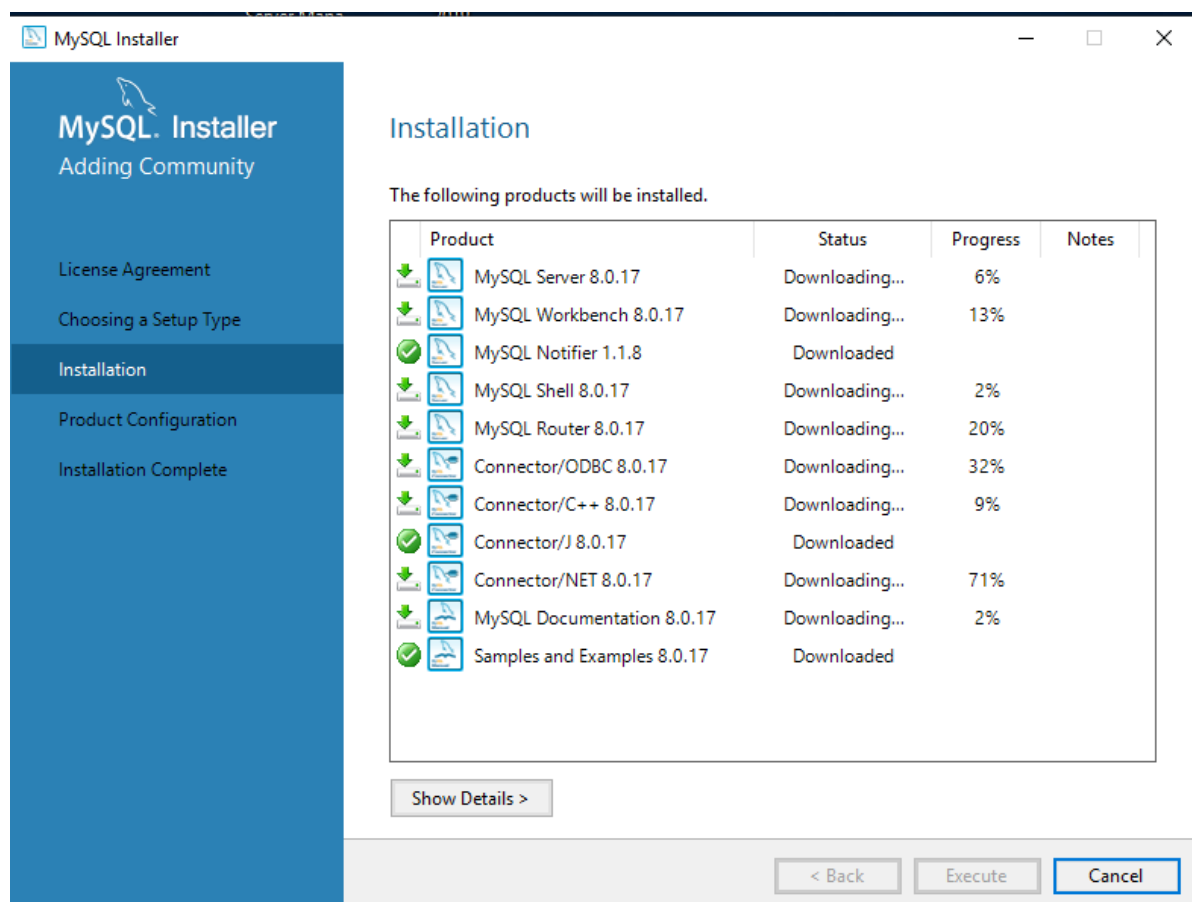 MySQL Installer
MySQL. Installer
Adding Community
License Agreement
Choosing a Setup Type
Installation
Product Configuration
Installation Complete
Installation
The following products will be installed.
Product Status Progress Notes
MySQL Server 8.0.17 Downloading... 6%
MySQL Workbench 8.0.17 Downloading... 13%
MySQL Notifier 1.1.8 Downloaded
MySQL Shell 8.0.17 Downloading... 2%
MySQL Router 8.0.17 Downloading... 20%
Connector/ODBC 8.0.17 Downloading... 32%
Connector/C++ 8.0.17 Downloading... 9%
Connector/J 8.0.17 Downloaded
Connector/NET 8.0.17 Downloading... 71%
MySQL Documentation 8.0.17 Downloading... 2%
Samples and Examples 8.0.17 Downloaded
Show Details >
< Back Execute Cancel